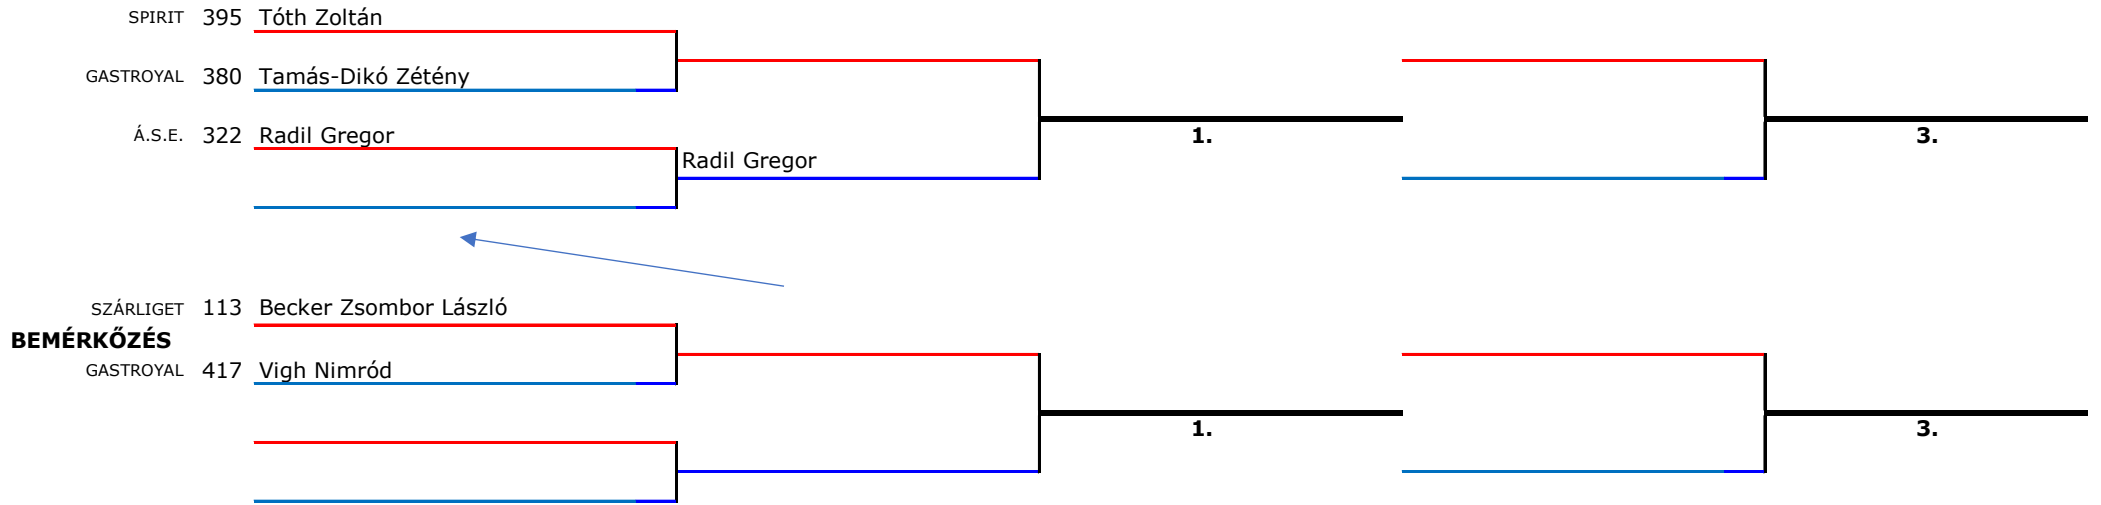 SPIRIT 395 Tóth Zoltán
GASTROYAL 380 Tamás-Dikó Zétény
Á.S.E. 322 Radil Gregor
1.
3.
Radil Gregor
SZÁRLIGET 113 Becker Zsombor László
BEMÉRKŐZÉS
GASTROYAL 417 Vigh Nimród
1.
3.